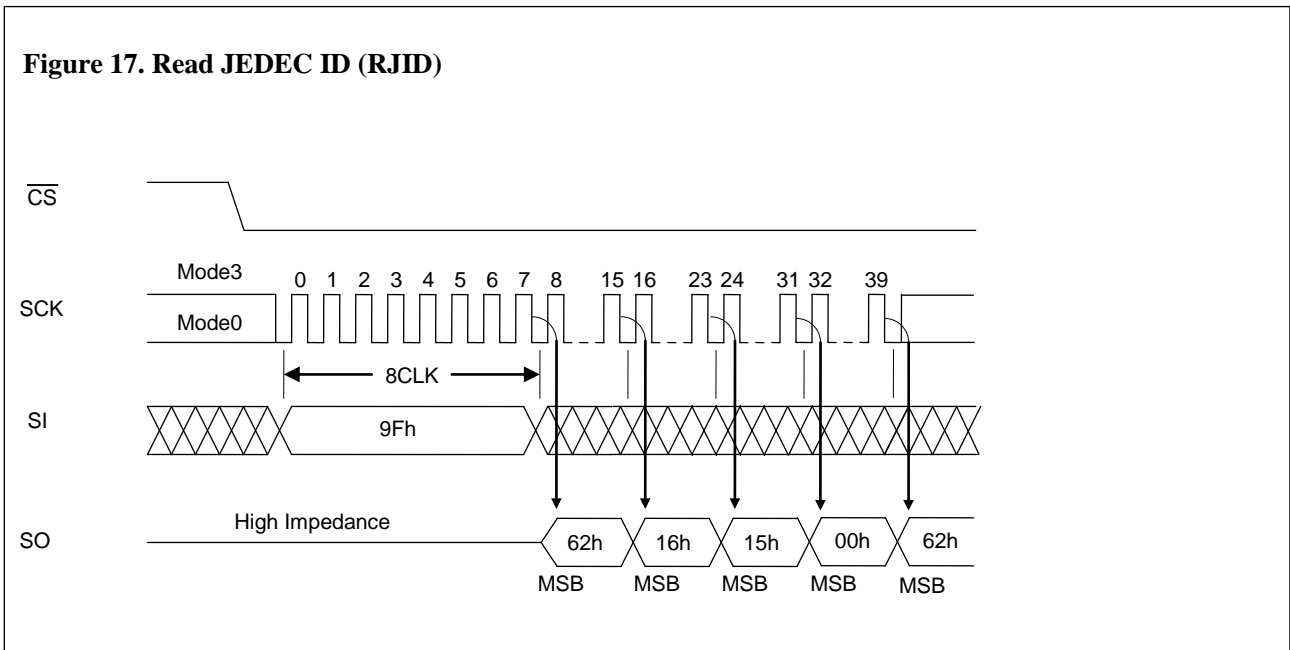 Figure 17. Read JEDEC ID (RJID)
CS
Mode3
0 1 2 3 4 5 6 7 8 15 16 23 24 31 32 39
SCK
Mode0
8CLK
SI
9Fh
High Impedance
SO
62h 16h 15h 00h 62h
MSB MSB MSB MSB MSB